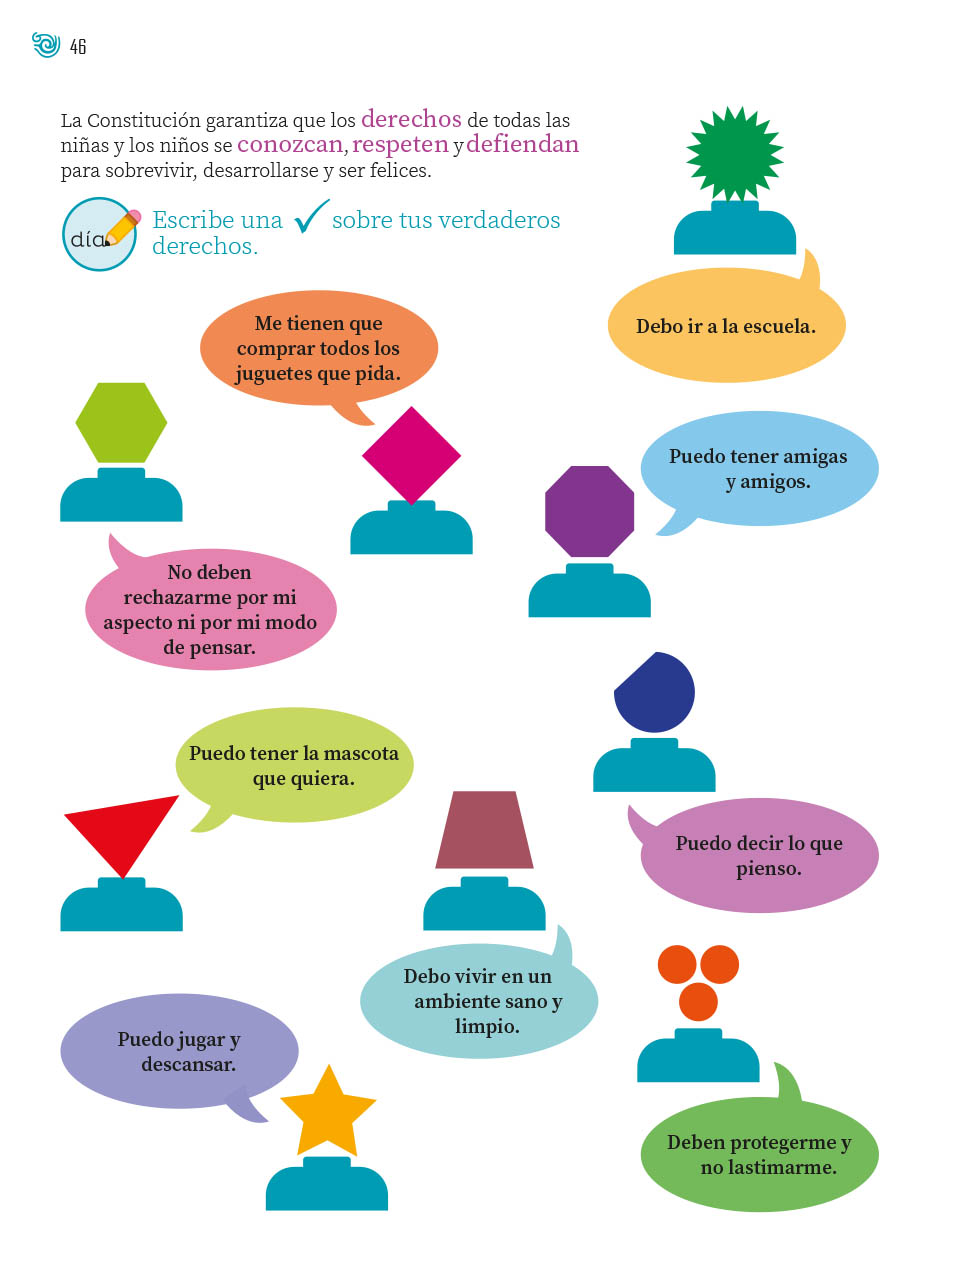 46
La Constitución garantiza que los derechos de todas las
niñas y los niños se conozcan, respeten y defiendan
para sobrevivir, desarrollarse y ser felices.
día
Escribe una sobre tus verdaderos
derechos.
Debo ir a la escuela.
Me tienen que
comprar todos los
juguetes que pida.
Puedo tener amigas
y amigos.
No deben
rechazarme por mi
aspecto ni por mi modo
de pensar.
Puedo tener la mascota
que quiera.
Puedo decir lo que
pienso.
Debo vivir en un
ambiente sano y
limpio.
Puedo jugar y
descansar.
Deben protegerme y
no lastimarme.